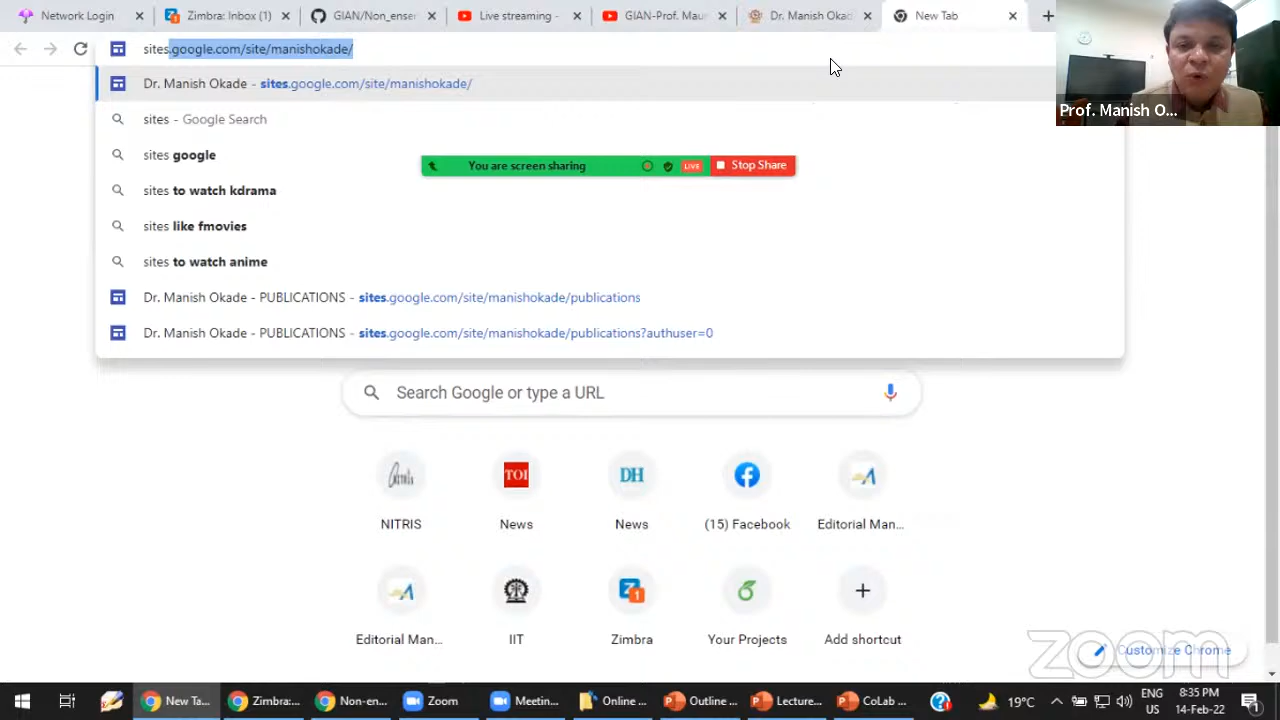 Network Login
Zimbra: Inbox (1)
GIAN/Non_ense
Live streaming -
GIAN-Prof. Maur
Dr. Manish Okad
New Tab
sites.google.com/site/manishokade/
Dr. Manish Okade - sites.google.com/site/manishokade/
sites - Google Search
sites google
sites to watch kdrama
sites like fmovies
sites to watch anime
Dr. Manish Okade - PUBLICATIONS - sites.google.com/site/manishokade/publications
Dr. Manish Okade - PUBLICATIONS - sites.google.com/site/manishokade/publications?authuser=0
Prof. Manish O...
You are screen sharing
LIVE
Stop Share
Search Google or type a URL
TOI
DH
NITRIS
News
News
(15) Facebook
Editorial Man...
Editorial Man...
IIT
Zimbra
Your Projects
Add shortcut
Customize Chrome
zoom
New Ta...
Zimbra:...
Non-en...
Zoom
Meetin...
Online ...
Outline ...
Lecture...
CoLab ...
19°C
ENG
US
8:35 PM
14-Feb-22